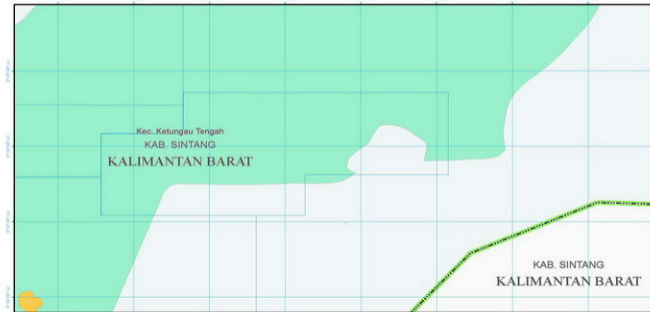 Kec. Ketungau Tengah
KAB. SINTANG
KALIMANTAN BARAT
KAB. SINTANG
KALIMANTAN BARAT